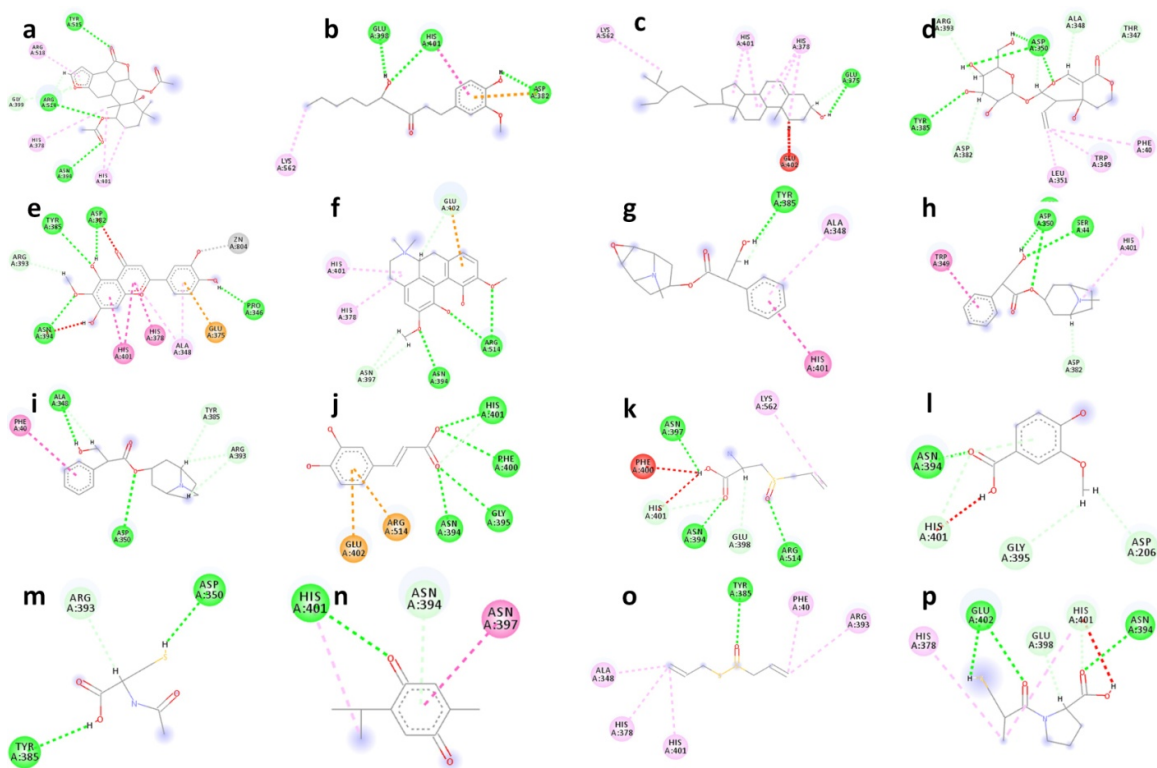 a
TYR
A:535
ARG
A:518
GLY
A:399
ARG
HIS
A:378
ASN
A:394
HIS
A:401
b
GLU
A:398
HIS
A:401
ASP
A:382
LYS
A:562
H
c
LYS
A:562
HIS
A:401
HIS
A:378
GLU
A:375
GLU
A:402
H
H
d
ARG
A:393
ASP
A:350
ALA
A:348
THR
A:347
TYR
A:385
ASP
A:382
LEU
A:351
TRP
A:349
PHE
A:40
H
H
H
e
TYR
A:385
ASP
A:382
ZN
A:804
ARG
A:393
ASN
A:394
HIS
A:401
HIS
A:378
ALA
A:348
GLU
A:375
PRO
A:346
H
H
f
GLU
A:402
HIS
A:401
HIS
A:378
ASN
A:397
ASN
A:394
ARG
A:514
g
TYR
A:385
ALA
A:348
HIS
A:401
H
N
h
ASP
A:350
SER
A:44
TRP
A:349
HIS
A:401
ASP
A:382
H
N
i
ALA
A:348
PHE
A:40
TYR
A:385
ARG
A:393
ASP
A:350
j
HIS
A:401
PHE
A:400
GLY
A:395
ASN
A:394
ARG
A:514
GLU
A:402
k
LYS
A:562
ASN
A:397
PHE
A:400
HIS
A:401
ASN
A:394
GLU
A:398
ARG
A:514
H
l
ASN
A:394
HIS
A:401
GLY
A:395
ASP
A:206
H
H
m
ARG
A:393
ASP
A:350
TYR
A:385
H
H
H
N
n
HIS
A:401
ASN
A:394
ASN
A:397
o
TYR
A:385
PHE
A:40
ARG
A:393
ALA
A:348
HIS
A:378
HIS
A:401
p
GLU
A:402
HIS
A:401
GLU
A:398
ASN
A:394
HIS
A:378
H
H
H
N